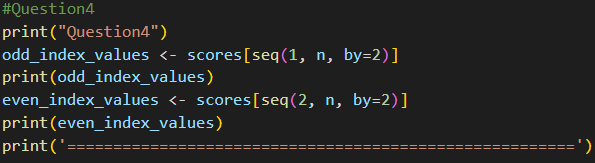 #Question4
print("Question4")
odd_index_values <- scores[seq(1, n, by=2)]
print(odd_index_values)
even_index_values <- scores[seq(2, n, by=2)]
print(even_index_values)
print('=======================================================')